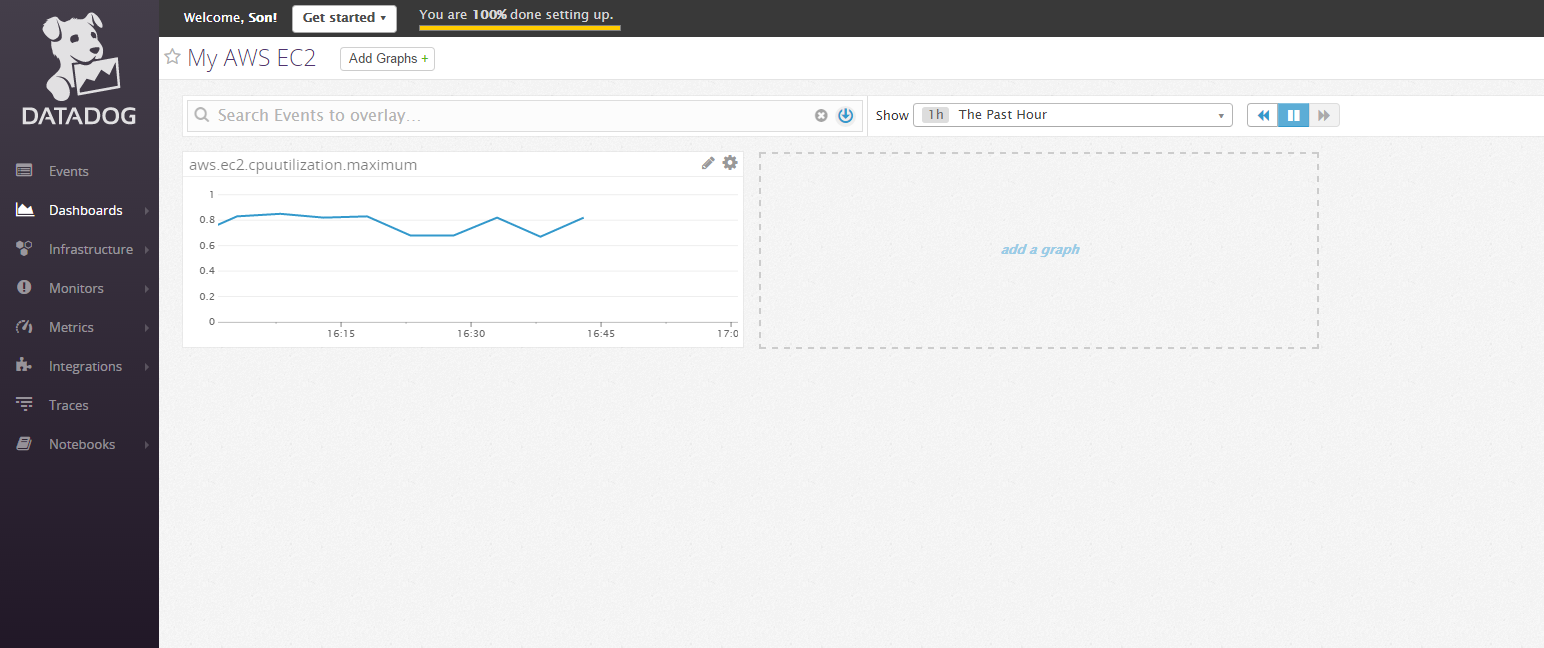 DATADOG
Events
Dashboards
Infrastructure
Monitors
Metrics
Integrations
Traces
Notebooks
Welcome, Son! Get started You are 100% done setting up.
My AWS EC2 Add Graphs +
Search Events to overlay... Show 1h The Past Hour
aws.ec2.cpuutilization.maximum
1
0.8
0.6
0.4
0.2
0
16:15 16:30 16:45 17:0
add a graph